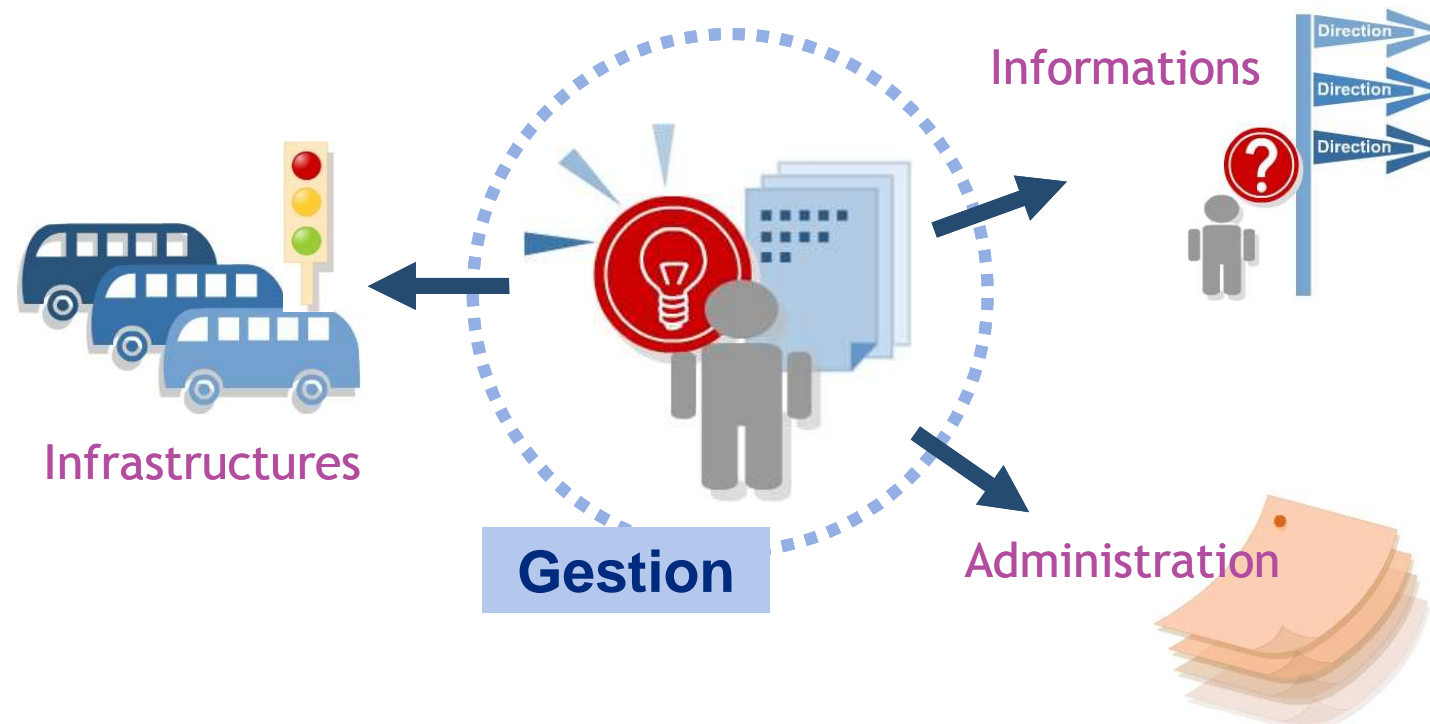 Informations
Direction
Direction
Direction
?
Infrastructures
Gestion
Administration